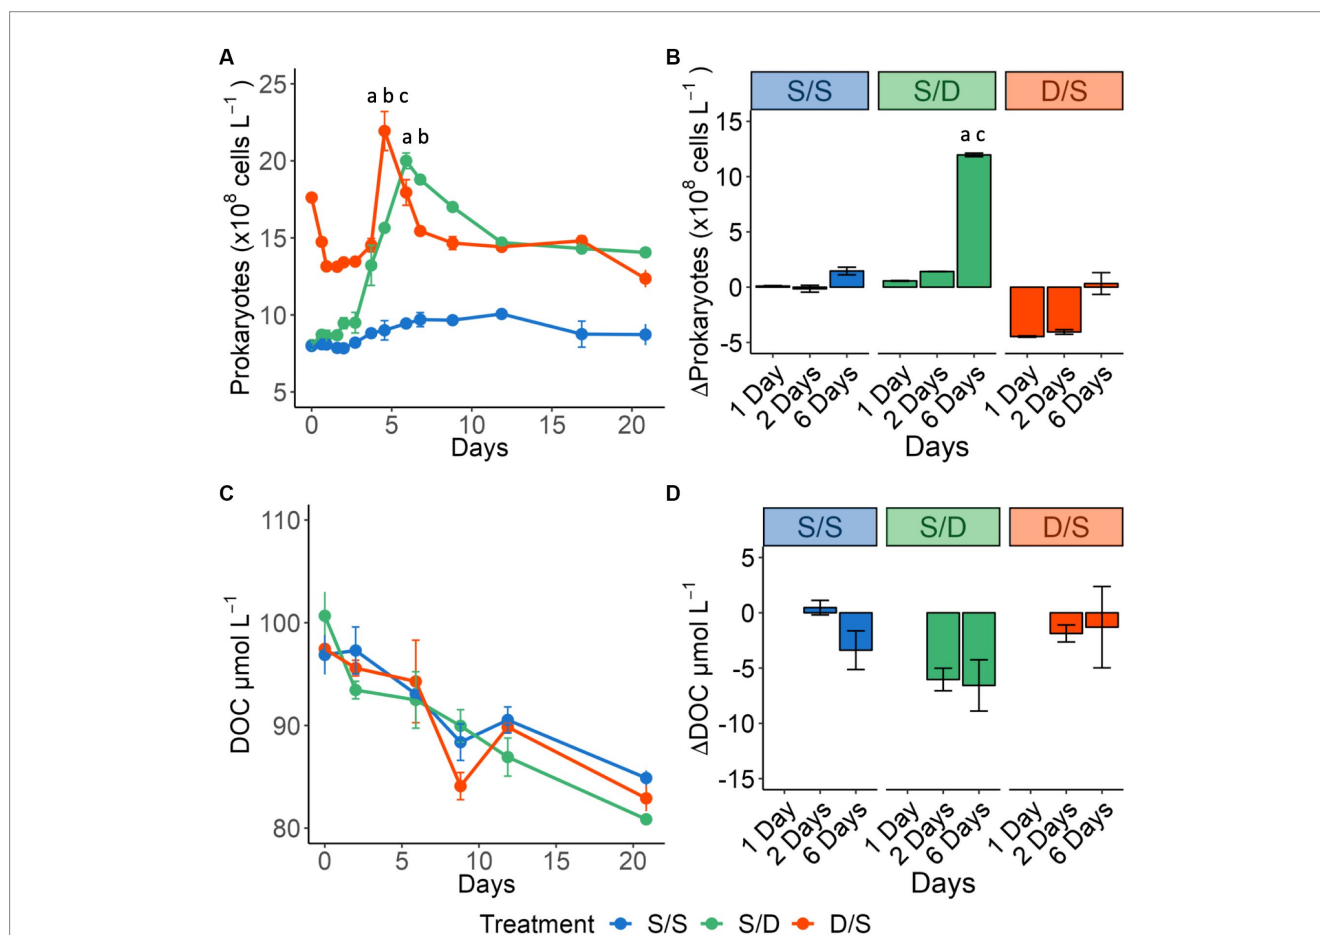 A
Prokaryotes (x10⁸ cells L⁻¹ )
25
20
15
10
5
a b c
a b
0 5 10 15 20
Days
B
ΔProkaryotes (x10⁸ cells L⁻¹ )
S/S S/D D/S
15
10
5
0
-5
a c
1 Day 2 Days 6 Days 1 Day 2 Days 6 Days 1 Day 2 Days 6 Days
Days
C
DOC µmol L⁻¹
110
100
90
80
0 5 10 15 20
Days
D
ΔDOC µmol L⁻¹
S/S S/D D/S
5
0
-5
-10
-15
1 Day 2 Days 6 Days 1 Day 2 Days 6 Days 1 Day 2 Days 6 Days
Days
Treatment S/S S/D D/S